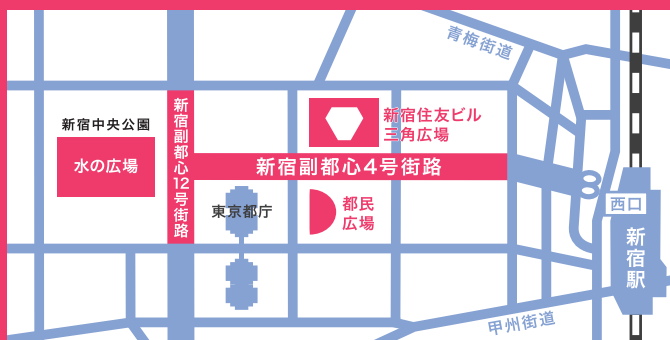 青梅街道
新宿中央公園
水の広場
新宿副都心12号街路
新宿住友ビル
三角広場
新宿副都心4号街路
東京都庁
都民
広場
西口
新宿駅
甲州街道